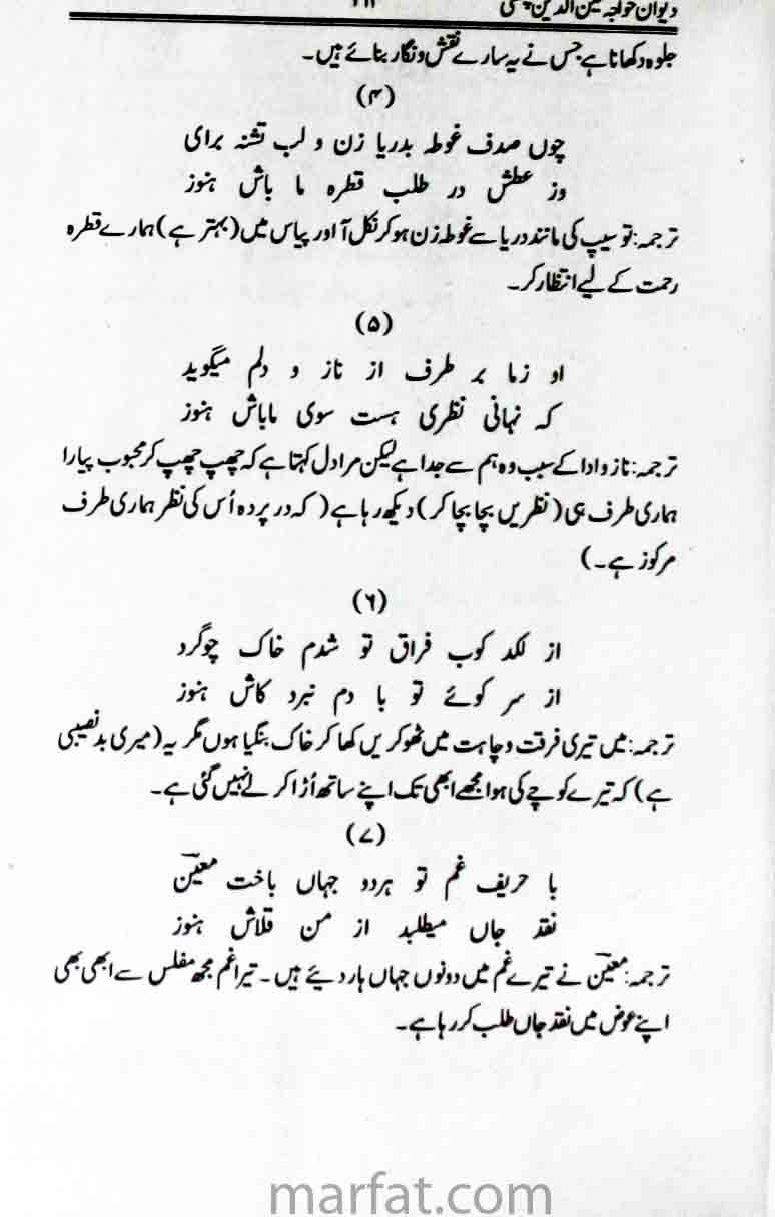 دیوان خواجہ معین الدین چشتی
جلوہ دکھانا ہے جس نے یہ سارے نقش و نگار بنائے ہیں۔
(۴)
چوں صدف غوطہ بدریا زن و لب تشنہ برای
وز عطش در طلب قطرہ ما باش ہنوز
ترجمہ: تو سیپ کی مانند دریا سے غوطہ زن ہو کر نکل آ اور پیاس میں (بہتر ہے) ہمارے قطرہ
رحمت کے لیے انتظار کر۔
(۵)
او زما بر طرف از ناز و دلم میگوید
کہ نہانی نظری ہست سوی ماباش ہنوز
ترجمہ: ناز و ادا کے سبب وہ ہم سے جدا ہے لیکن مرا دل کہتا ہے کہ چھپ چھپ کر محبوب پیارا
ہماری طرف ہی (نظریں بچا بچا کر) دیکھ رہا ہے (کہ در پردہ اُس کی نظر ہماری طرف
مرکوز ہے۔)
(۶)
از لکد کوب فراق تو شدم خاک چوگرد
از سر کوئے تو با دم نبرد کاش ہنوز
ترجمہ: میں تیری فرقت و چاہت میں ٹھوکریں کھا کر خاک بنگیا ہوں مگر یہ (میری بدنصیبی
ہے) کہ تیرے کوچے کی ہوا مجھے ابھی تک اپنے ساتھ اُڑا کر لے نہیں گئی ہے۔
(۷)
با حریف غم تو ہردو جہاں باخت معینؔ
نقد جاں میطلبد از من قلاش ہنوز
ترجمہ: معینؔ نے تیرے غم میں دونوں جہاں ہار دیئے ہیں۔ تیرا غم مجھ مفلس سے ابھی بھی
اپنے عوض میں نقد جاں طلب کر رہا ہے۔
marfat.com